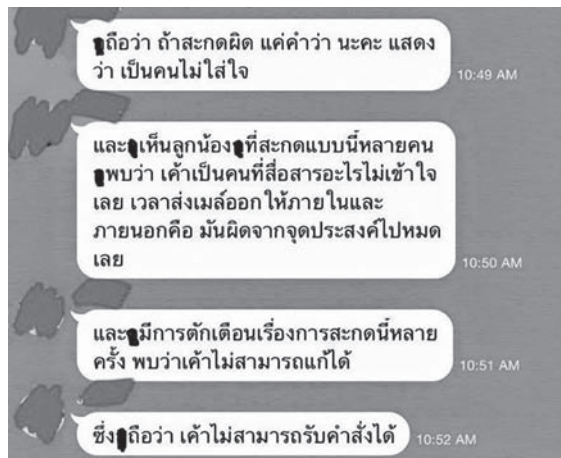 ถือว่า ถ้าสะกดผิด แค่คำว่า นะคะ แสดง
ว่า เป็นคนไม่ใส่ใจ
10:49 AM
และเห็นลูกน้องที่สะกดแบบนี้หลายคน
พบว่า เค้าเป็นคนที่สื่อสารอะไรไม่เข้าใจ
เลย เวลาส่งเมล์ออก ให้ภายในและ
ภายนอกคือ มันผิดจากจุดประสงค์ไปหมด
เลย
10:50 AM
และมีการตักเตือนเรื่องการสะกดนี้หลาย
ครั้ง พบว่าเค้าไม่สามารถแก้ได้
10:51 AM
ซึ่งถือว่า เค้าไม่สามารถรับคำสั่งได้
10:52 AM